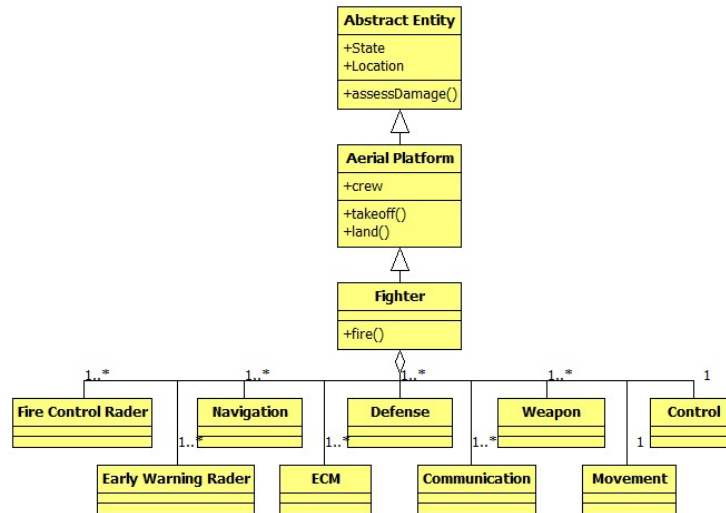 Abstract Entity
+State
+Location
+assessDamage()
Aerial Platform
+crew
+takeoff()
+land()
Fighter
+fire()
1..* 1..* 1..* 1..* 1
Fire Control Rader Navigation Defense Weapon Control
1..* 1..* 1..* 1
Early Warning Rader ECM Communication Movement